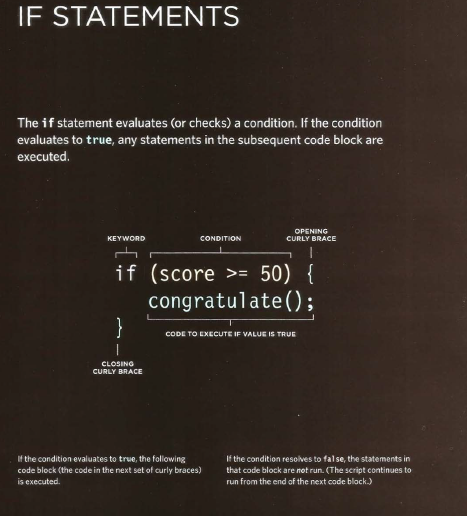 IF STATEMENTS
The if statement evaluates (or checks) a condition. If the condition
evaluates to true, any statements in the subsequent code block are
executed.
KEYWORD
CONDITION
OPENING
CURLY BRACE
if (score >= 50) {
congratulate();
}
CODE TO EXECUTE IF VALUE IS TRUE
CLOSING
CURLY BRACE
If the condition evaluates to true, the following
code block (the code in the next set of curly braces)
is executed.
If the condition resolves to false, the statements in
that code block are not run. (The script continues to
run from the end of the next code block.)